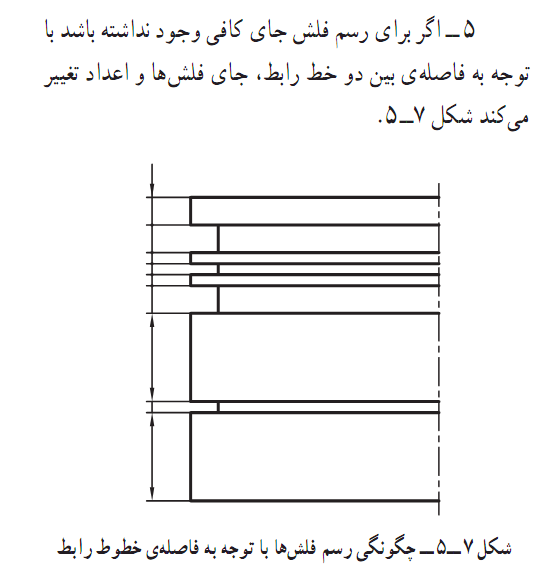 ۵ــ اگر برای رسم فلش جای کافی وجود نداشته باشد با
توجه به فاصله‌ی بین دو خط رابط، جای فلش‌ها و اعداد تغییر
می‌کند شکل ۷ــ۵.
شکل ۷ــ۵ــ چگونگی رسم فلش‌ها با توجه به فاصله‌ی خطوط رابط